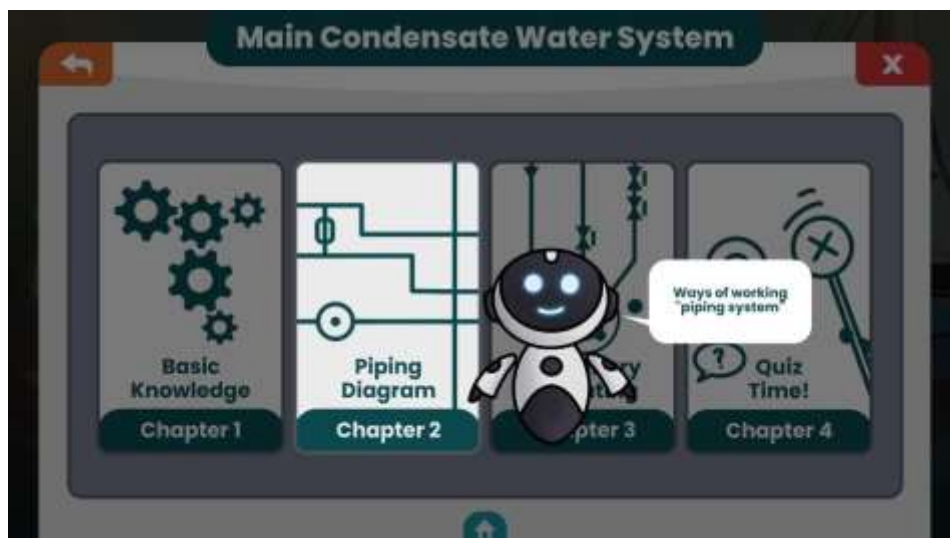 Main Condensate Water System
X
Ways of working
"piping system"
?
Basic
Knowledge
Piping
Diagram
Quiz
Time!
Chapter 1
Chapter 2
Chapter 4